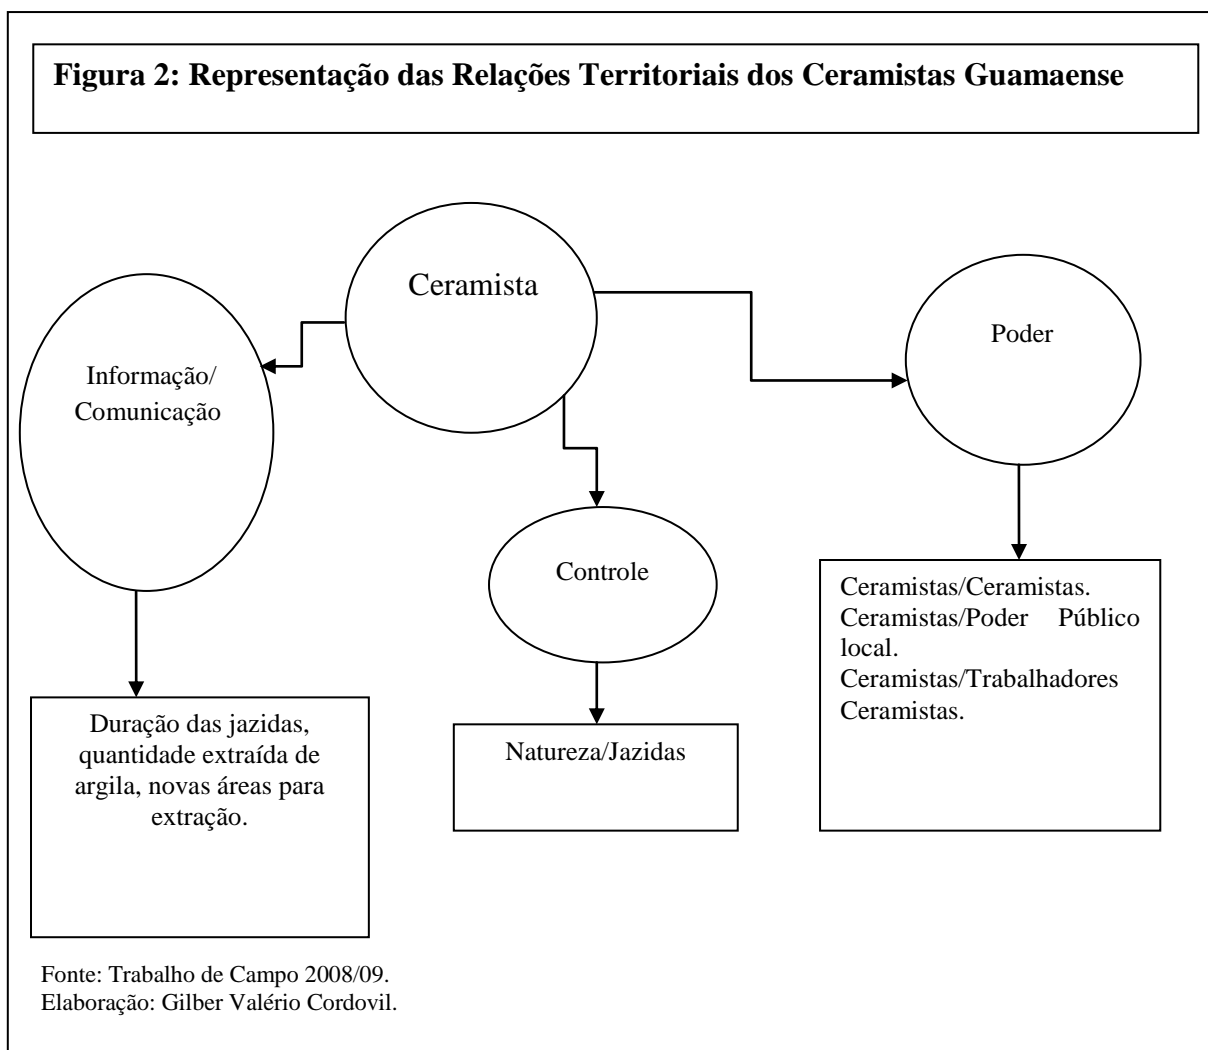 Figura 2: Representação das Relações Territoriais dos Ceramistas Guamaense
Ceramista
Informação/
Comunicação
Poder
Controle
Ceramistas/Ceramistas.
Ceramistas/Poder Público
local.
Ceramistas/Trabalhadores
Ceramistas.
Duração das jazidas,
quantidade extraída de
argila, novas áreas para
extração.
Natureza/Jazidas
Fonte: Trabalho de Campo 2008/09.
Elaboração: Gilber Valério Cordovil.